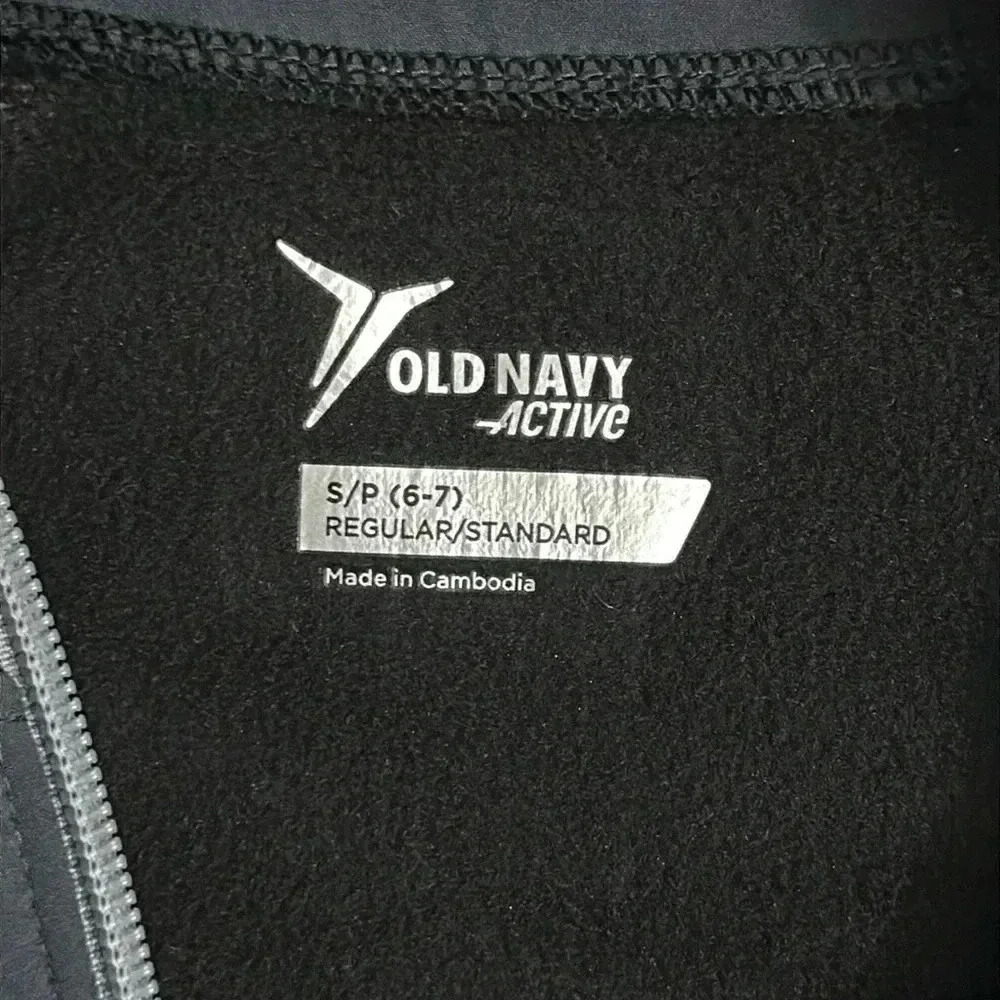 OLD NAVY
ACTIVE
S/P (6-7)
REGULAR/STANDARD
Made in Cambodia